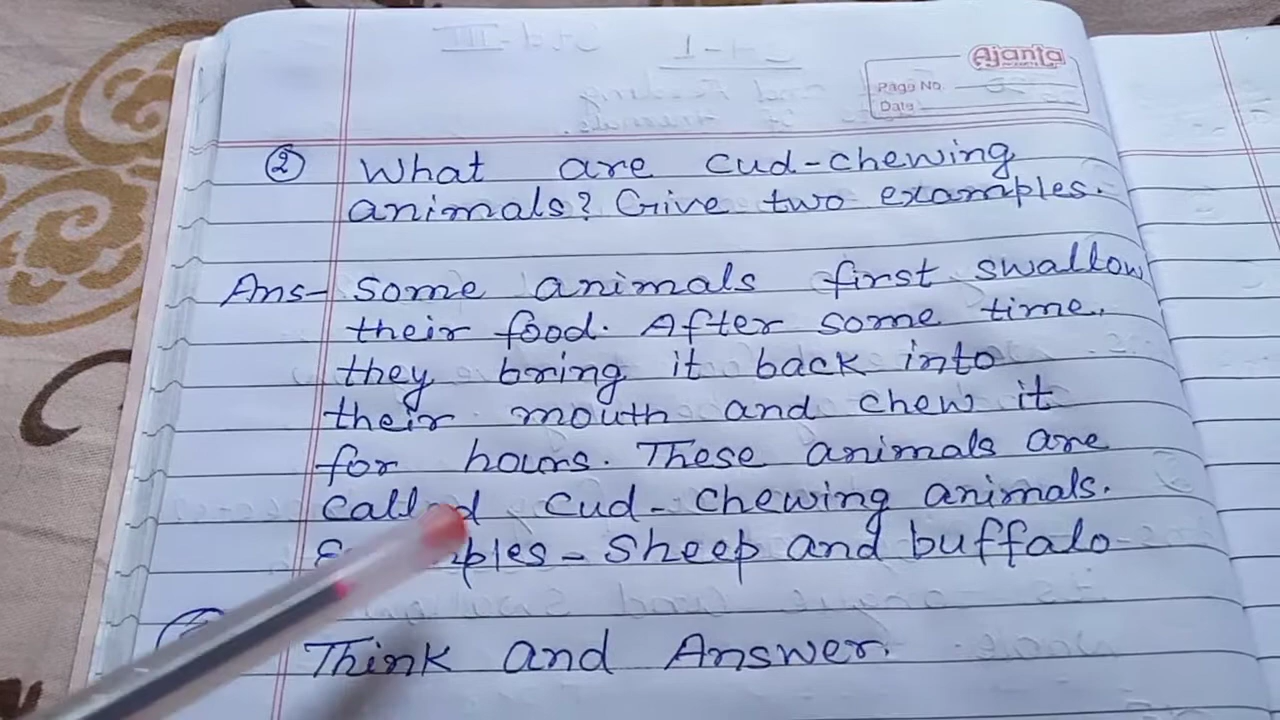 Ajanta
Page No.
Date
② What are cud-chewing
animals? Give two examples.
Ans- Some animals first swallow
their food. After some time,
they bring it back into
their mouth and chew it
for hours. These animals are
called cud-chewing animals.
- Sheep and buffalo
Think and Answer.